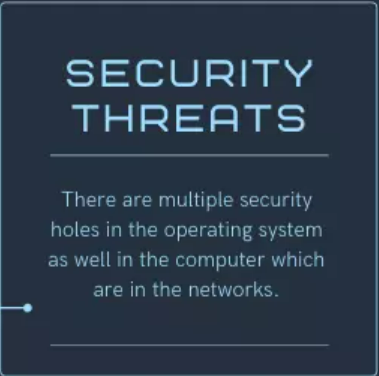 SECURITY
THREATS
There are multiple security
holes in the operating system
as well in the computer which
are in the networks.